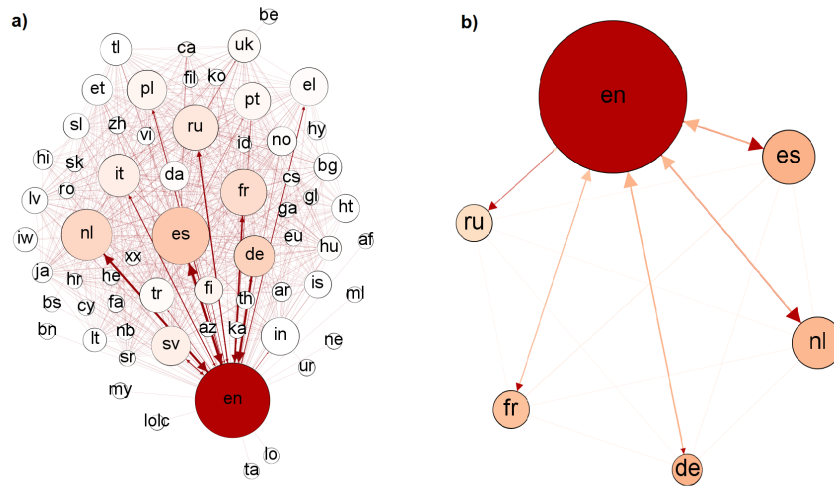 a)
be
tl
ca
uk
fil
ko
el
et
pl
pt
sl
zh
vi
ru
hy
id
no
hi
sk
it
da
bg
cs
ro
fr
gl
lv
ga
ht
nl
es
eu
iw
xx
de
hu
af
ja
hr
he
tr
fi
ar
is
ml
bs
cy
fa
th
bn
lt
nb
az
ka
in
sv
sr
ne
ur
my
en
lolc
lo
ta
b)
en
es
ru
nl
fr
de